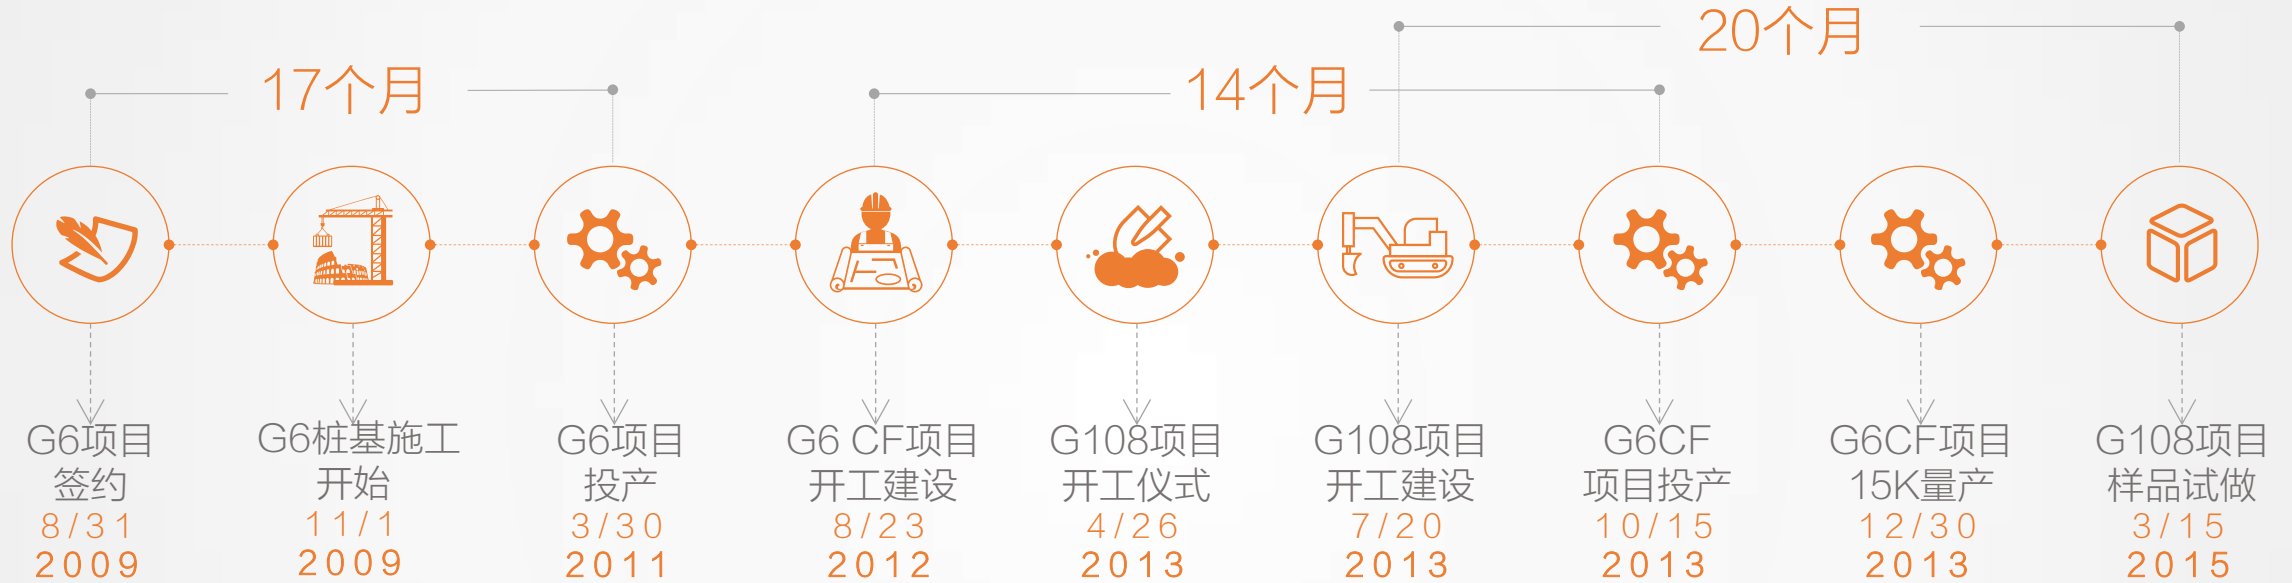 20个月
17个月
14个月
G6项目
签约
8/31
2009
G6桩基施工
开始
11/1
2009
G6项目
投产
3/30
2011
G6 CF项目
开工建设
8/23
2012
G108项目
开工仪式
4/26
2013
G108项目
开工建设
7/20
2013
G6CF
项目投产
10/15
2013
G6CF项目
15K量产
12/30
2013
G108项目
样品试做
3/15
2015